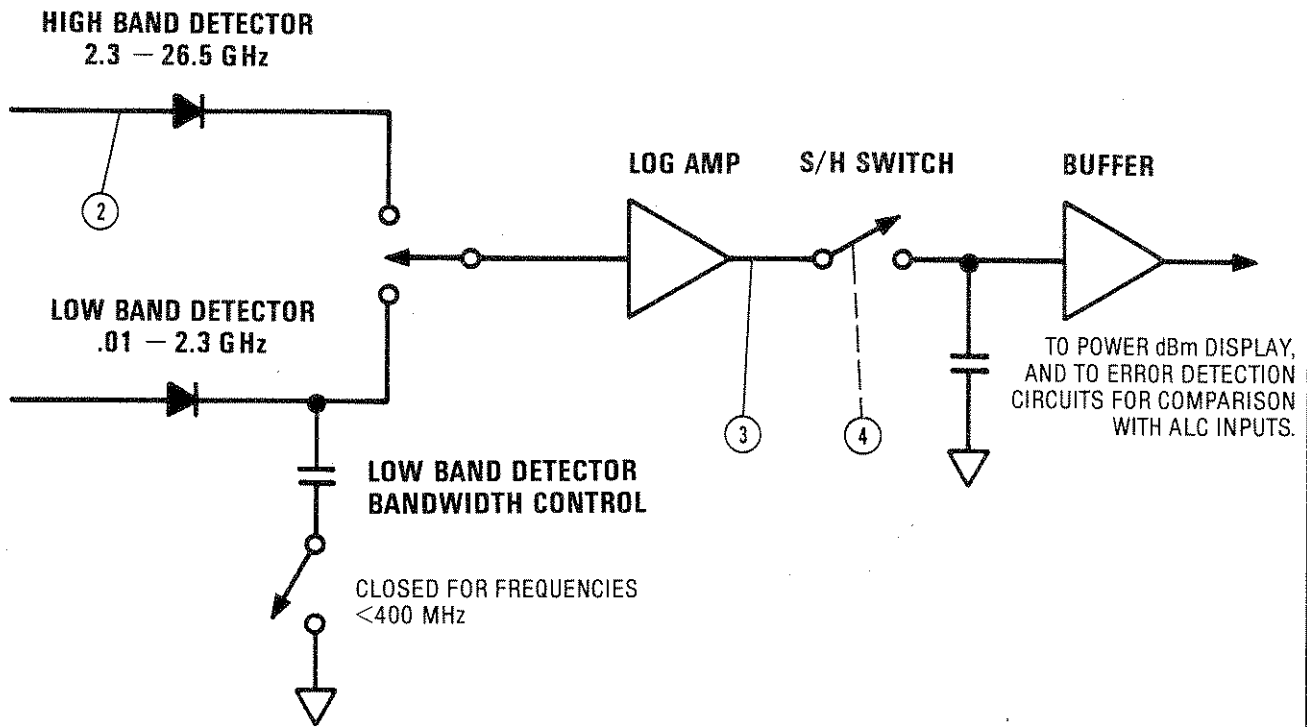 HIGH BAND DETECTOR
2.3 — 26.5 GHz
2
LOG AMP
S/H SWITCH
BUFFER
LOW BAND DETECTOR
.01 — 2.3 GHz
3
4
TO POWER dBm DISPLAY,
AND TO ERROR DETECTION
CIRCUITS FOR COMPARISON
WITH ALC INPUTS.
LOW BAND DETECTOR
BANDWIDTH CONTROL
CLOSED FOR FREQUENCIES
<400 MHz